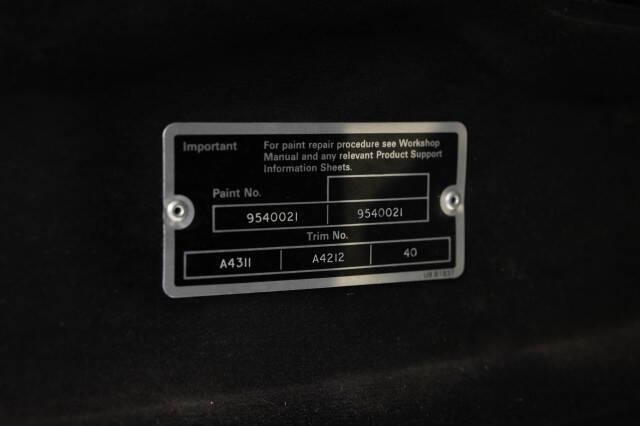 Important
For paint repair procedure see Workshop
Manual and any relevant Product Support
Information Sheets.
Paint No.
9540021 9540021
Trim No.
A4311 A4212 40